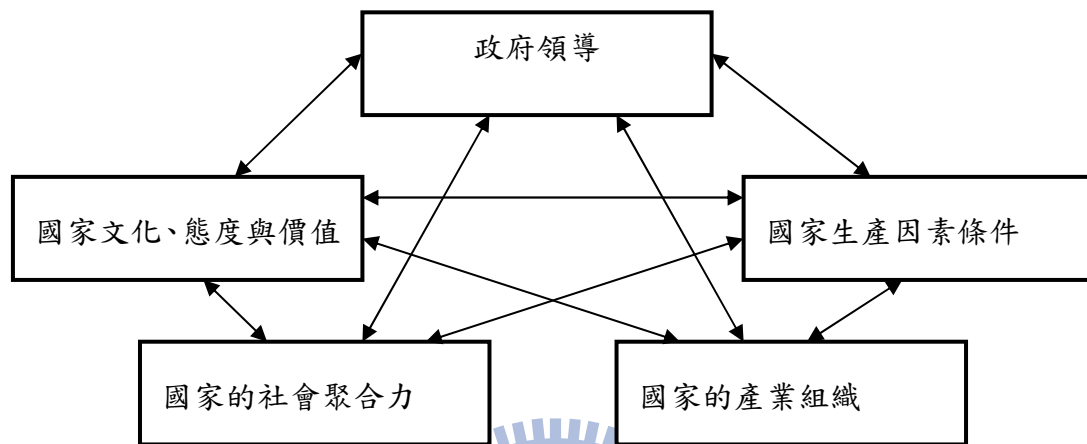 政府領導
國家文化、態度與價值
國家生產因素條件
國家的社會聚合力
國家的產業組織